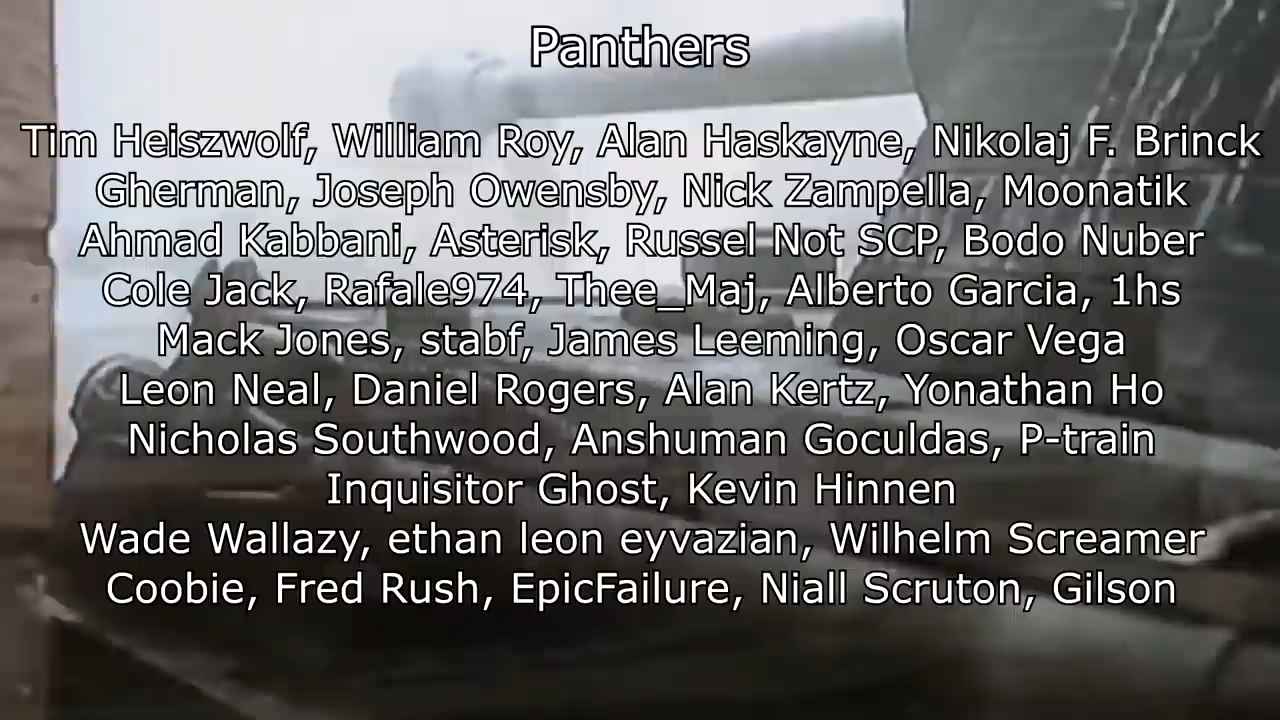 Panthers
Tim Heiszwolf, William Roy, Alan Haskayne, Nikolaj F. Brinck
Gherman, Joseph Owensby, Nick Zampella, Moonatik
Ahmad Kabbani, Asterisk, Russel Not SCP, Bodo Nuber
Cole Jack, Rafale974, Thee_Maj, Alberto Garcia, 1hs
Mack Jones, stabf, James Leeming, Oscar Vega
Leon Neal, Daniel Rogers, Alan Kertz, Yonathan Ho
Nicholas Southwood, Anshuman Goculdas, P-train
Inquisitor Ghost, Kevin Hinnen
Wade Wallazy, ethan leon eyvazian, Wilhelm Screamer
Coobie, Fred Rush, EpicFailure, Niall Scruton, Gilson